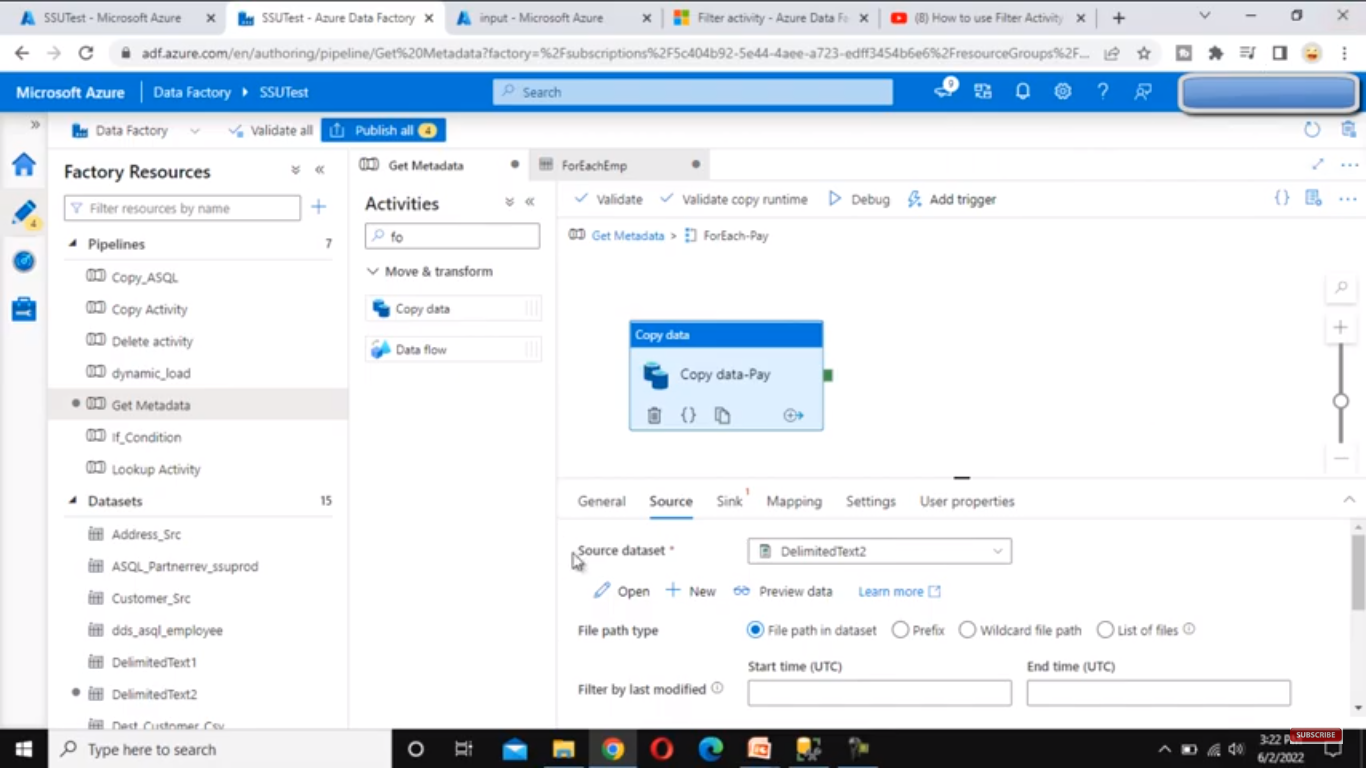 SSUTest - Microsoft Azure
SSUTest - Azure Data Factory
input - Microsoft Azure
Filter activity - Azure Data Fa
(8) How to use Filter Activity
adf.azure.com/en/authoring/pipeline/Get%20Metadata?factory=%2Fsubscriptions%2F5c404b92-5e44-4aee-a723-edff3454b6e6%2FresourceGroups%2F...
Microsoft Azure
Data Factory
SSUTest
Search
9
Data Factory
Validate all
Publish all 4
Factory Resources
Filter resources by name
4
Pipelines 7
Copy_ASQL
Copy Activity
Delete activity
dynamic_load
Get Metadata
If_Condition
Lookup Activity
Datasets 15
Address_Src
ASQL_Partnerrev_ssuprod
Customer_Src
dds_asql_employee
DelimitedText1
DelimitedText2
Dest_Customer_Csv
Get Metadata
ForEachEmp
Activities
fo
Move & transform
Copy data
Data flow
Validate
Validate copy runtime
Debug
Add trigger
Get Metadata > ForEach-Pay
Copy data
Copy data-Pay
General
Source
Sink 1
Mapping
Settings
User properties
Source dataset *
DelimitedText2
Open
New
Preview data
Learn more
File path type
File path in dataset
Prefix
Wildcard file path
List of files
Start time (UTC)
End time (UTC)
Filter by last modified
Type here to search
3:22 P
SUBSCRIBE
6/2/2022